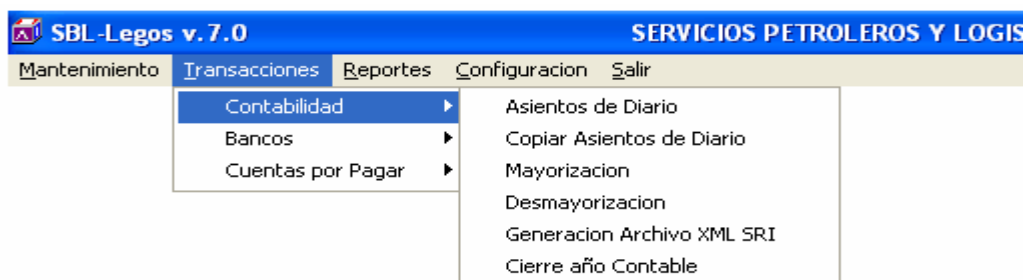 SBL-Legos v.7.0 SERVICIOS PETROLEROS Y LOGIS
Mantenimiento Transacciones Reportes Configuracion Salir
Contabilidad Asientos de Diario
Bancos Copiar Asientos de Diario
Cuentas por Pagar Mayorizacion
Desmayorizacion
Generacion Archivo XML SRI
Cierre año Contable